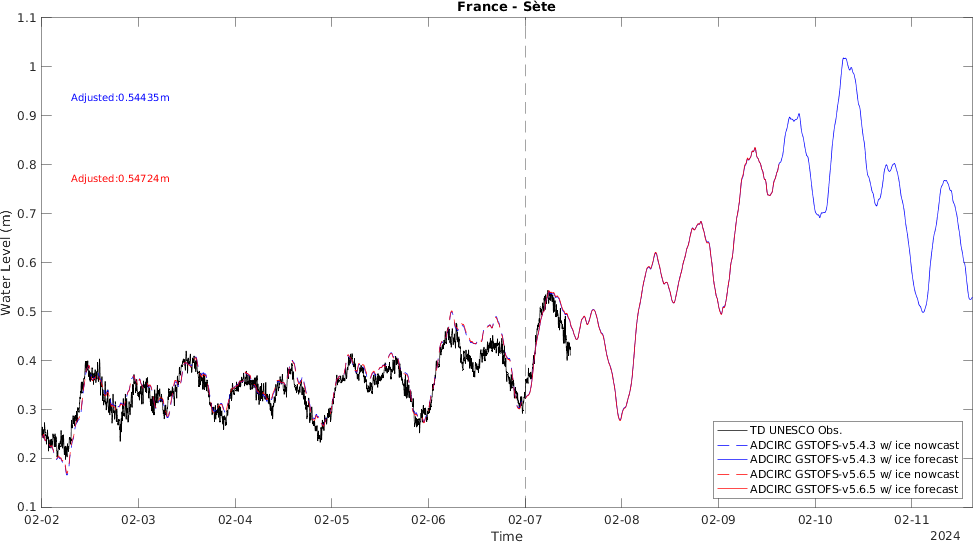 France - Sète
1.1
1
0.9
0.8
0.7
0.6
0.5
0.4
0.3
0.2
0.1
Water Level (m)
Adjusted:0.54435m
Adjusted:0.54724m
TD UNESCO Obs.
ADCIRC GSTOFS-v5.4.3 w/ ice nowcast
ADCIRC GSTOFS-v5.4.3 w/ ice forecast
ADCIRC GSTOFS-v5.6.5 w/ ice nowcast
ADCIRC GSTOFS-v5.6.5 w/ ice forecast
02-02 02-03 02-04 02-05 02-06 02-07 02-08 02-09 02-10 02-11
Time
2024